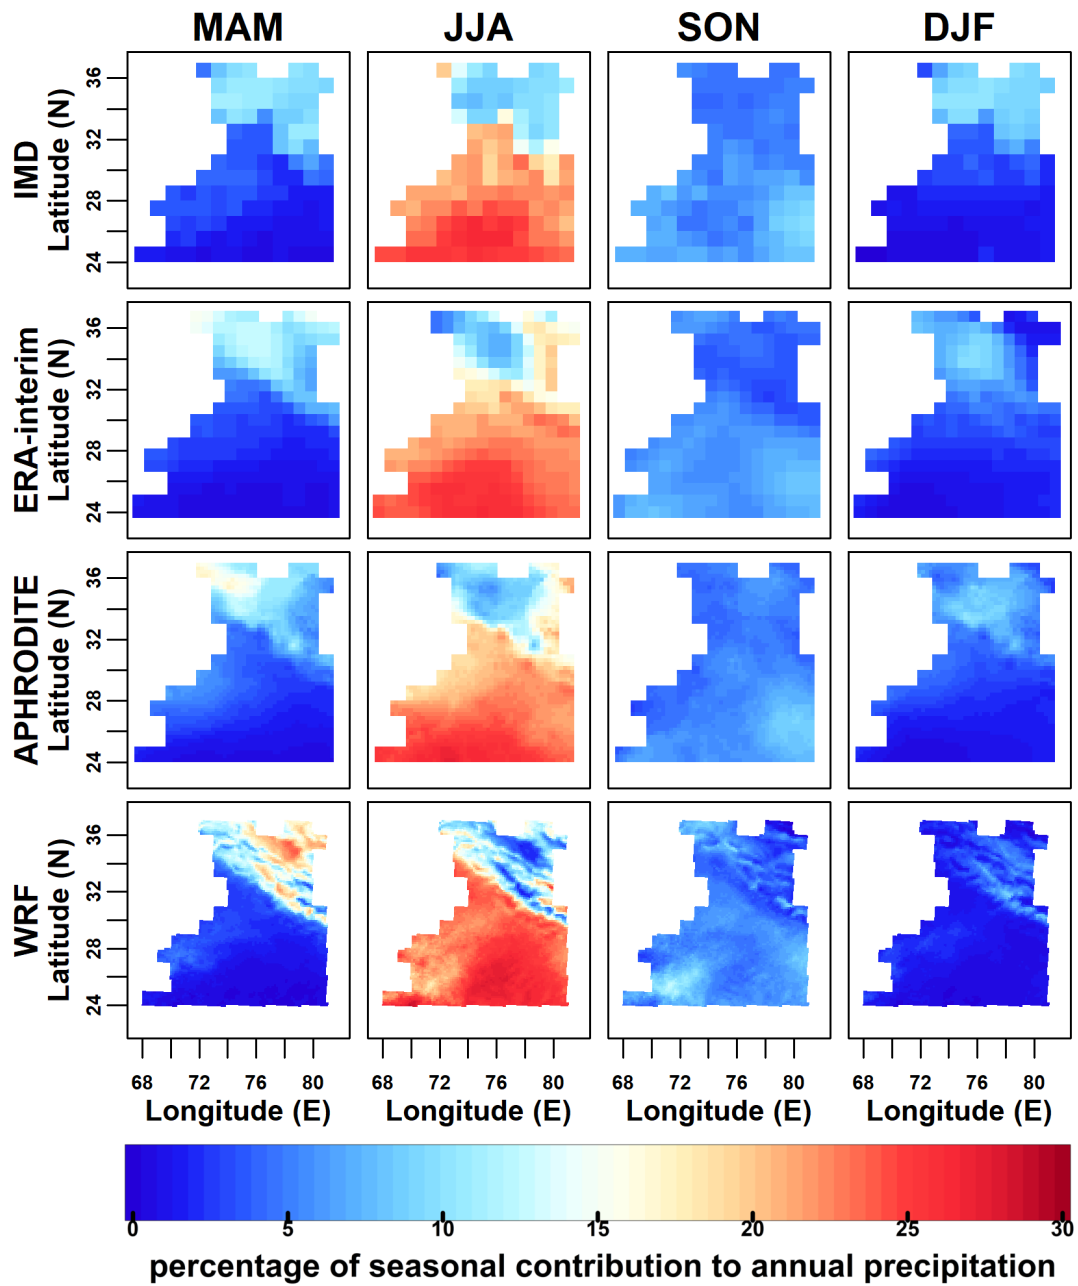 MAM JJA SON DJF
IMD
Latitude (N)
36
32
28
24
ERA-interim
Latitude (N)
36
32
28
24
APHRODITE
Latitude (N)
36
32
28
24
WRF
Latitude (N)
36
32
28
24
68 72 76 80 68 72 76 80 68 72 76 80 68 72 76 80
Longitude (E) Longitude (E) Longitude (E) Longitude (E)
0 5 10 15 20 25 30
percentage of seasonal contribution to annual precipitation